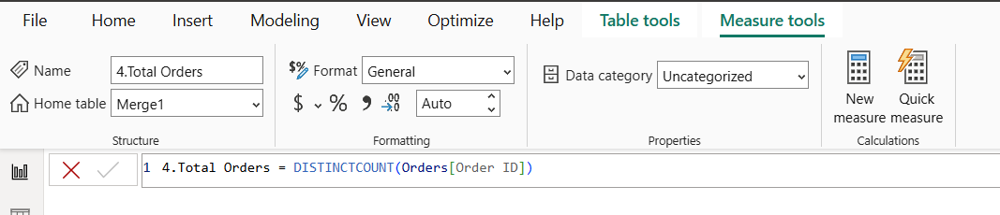 File Home Insert Modeling View Optimize Help Table tools Measure tools
Name 4.Total Orders $% Format General Data category Uncategorized
Home table Merge1 $ % , .00 →.0 Auto New measure Quick measure
Structure Formatting Properties Calculations
1 4.Total Orders = DISTINCTCOUNT(Orders[Order ID])